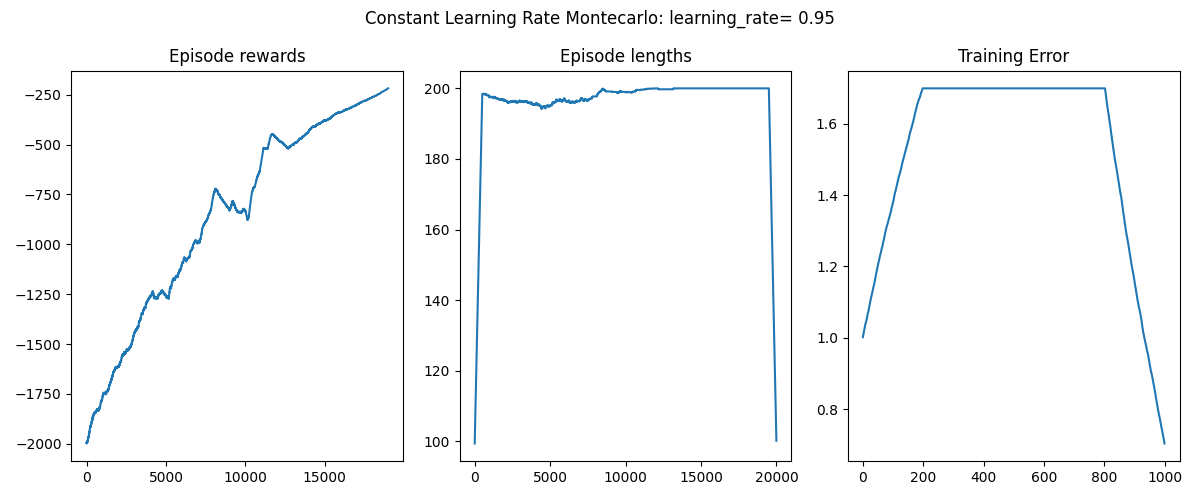 Constant Learning Rate Montecarlo: learning_rate= 0.95
Episode rewards
−250
−500
−750
−1000
−1250
−1500
−1750
−2000
0 5000 10000 15000
Episode lengths
200
180
160
140
120
100
0 5000 10000 15000 20000
Training Error
1.6
1.4
1.2
1.0
0.8
0 200 400 600 800 1000